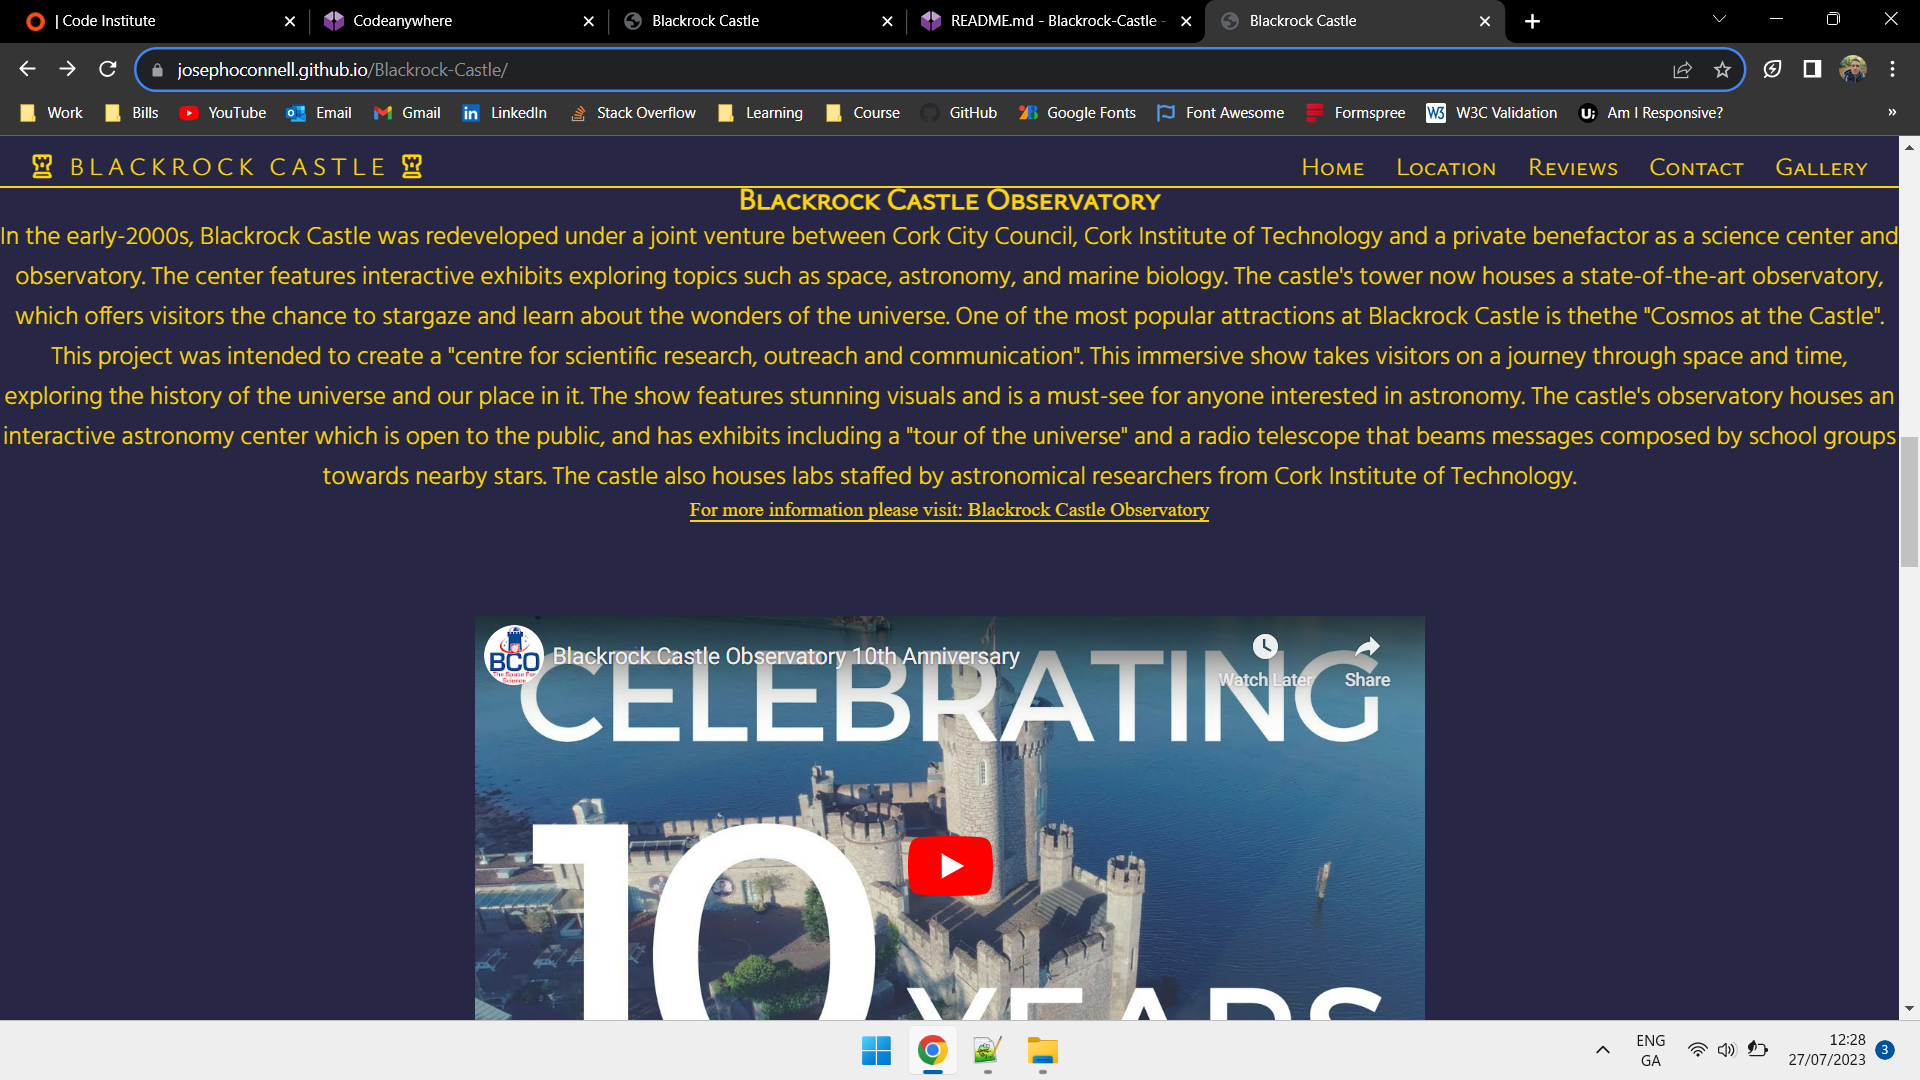 | Code Institute
Codeanywhere
Blackrock Castle
README.md - Blackrock-Castle -
Blackrock Castle
josephoconnell.github.io/Blackrock-Castle/
Work
Bills
YouTube
Email
Gmail
LinkedIn
Stack Overflow
Learning
Course
GitHub
Google Fonts
Font Awesome
Formspree
W3C Validation
Am I Responsive?
»
BLACKROCK CASTLE
Home
Location
Reviews
Contact
Gallery
Blackrock Castle Observatory
In the early-2000s, Blackrock Castle was redeveloped under a joint venture between Cork City Council, Cork Institute of Technology and a private benefactor as a science center and
observatory. The center features interactive exhibits exploring topics such as space, astronomy, and marine biology. The castle's tower now houses a state-of-the-art observatory,
which offers visitors the chance to stargaze and learn about the wonders of the universe. One of the most popular attractions at Blackrock Castle is thethe "Cosmos at the Castle".
This project was intended to create a "centre for scientific research, outreach and communication". This immersive show takes visitors on a journey through space and time,
exploring the history of the universe and our place in it. The show features stunning visuals and is a must-see for anyone interested in astronomy. The castle's observatory houses an
interactive astronomy center which is open to the public, and has exhibits including a "tour of the universe" and a radio telescope that beams messages composed by school groups
towards nearby stars. The castle also houses labs staffed by astronomical researchers from Cork Institute of Technology.
For more information please visit: Blackrock Castle Observatory
BCO
The Space For
Science
Blackrock Castle Observatory 10th Anniversary
Watch Later
Share
CELEBRATING
10 YEARS
ENG
GA
12:28
27/07/2023
3